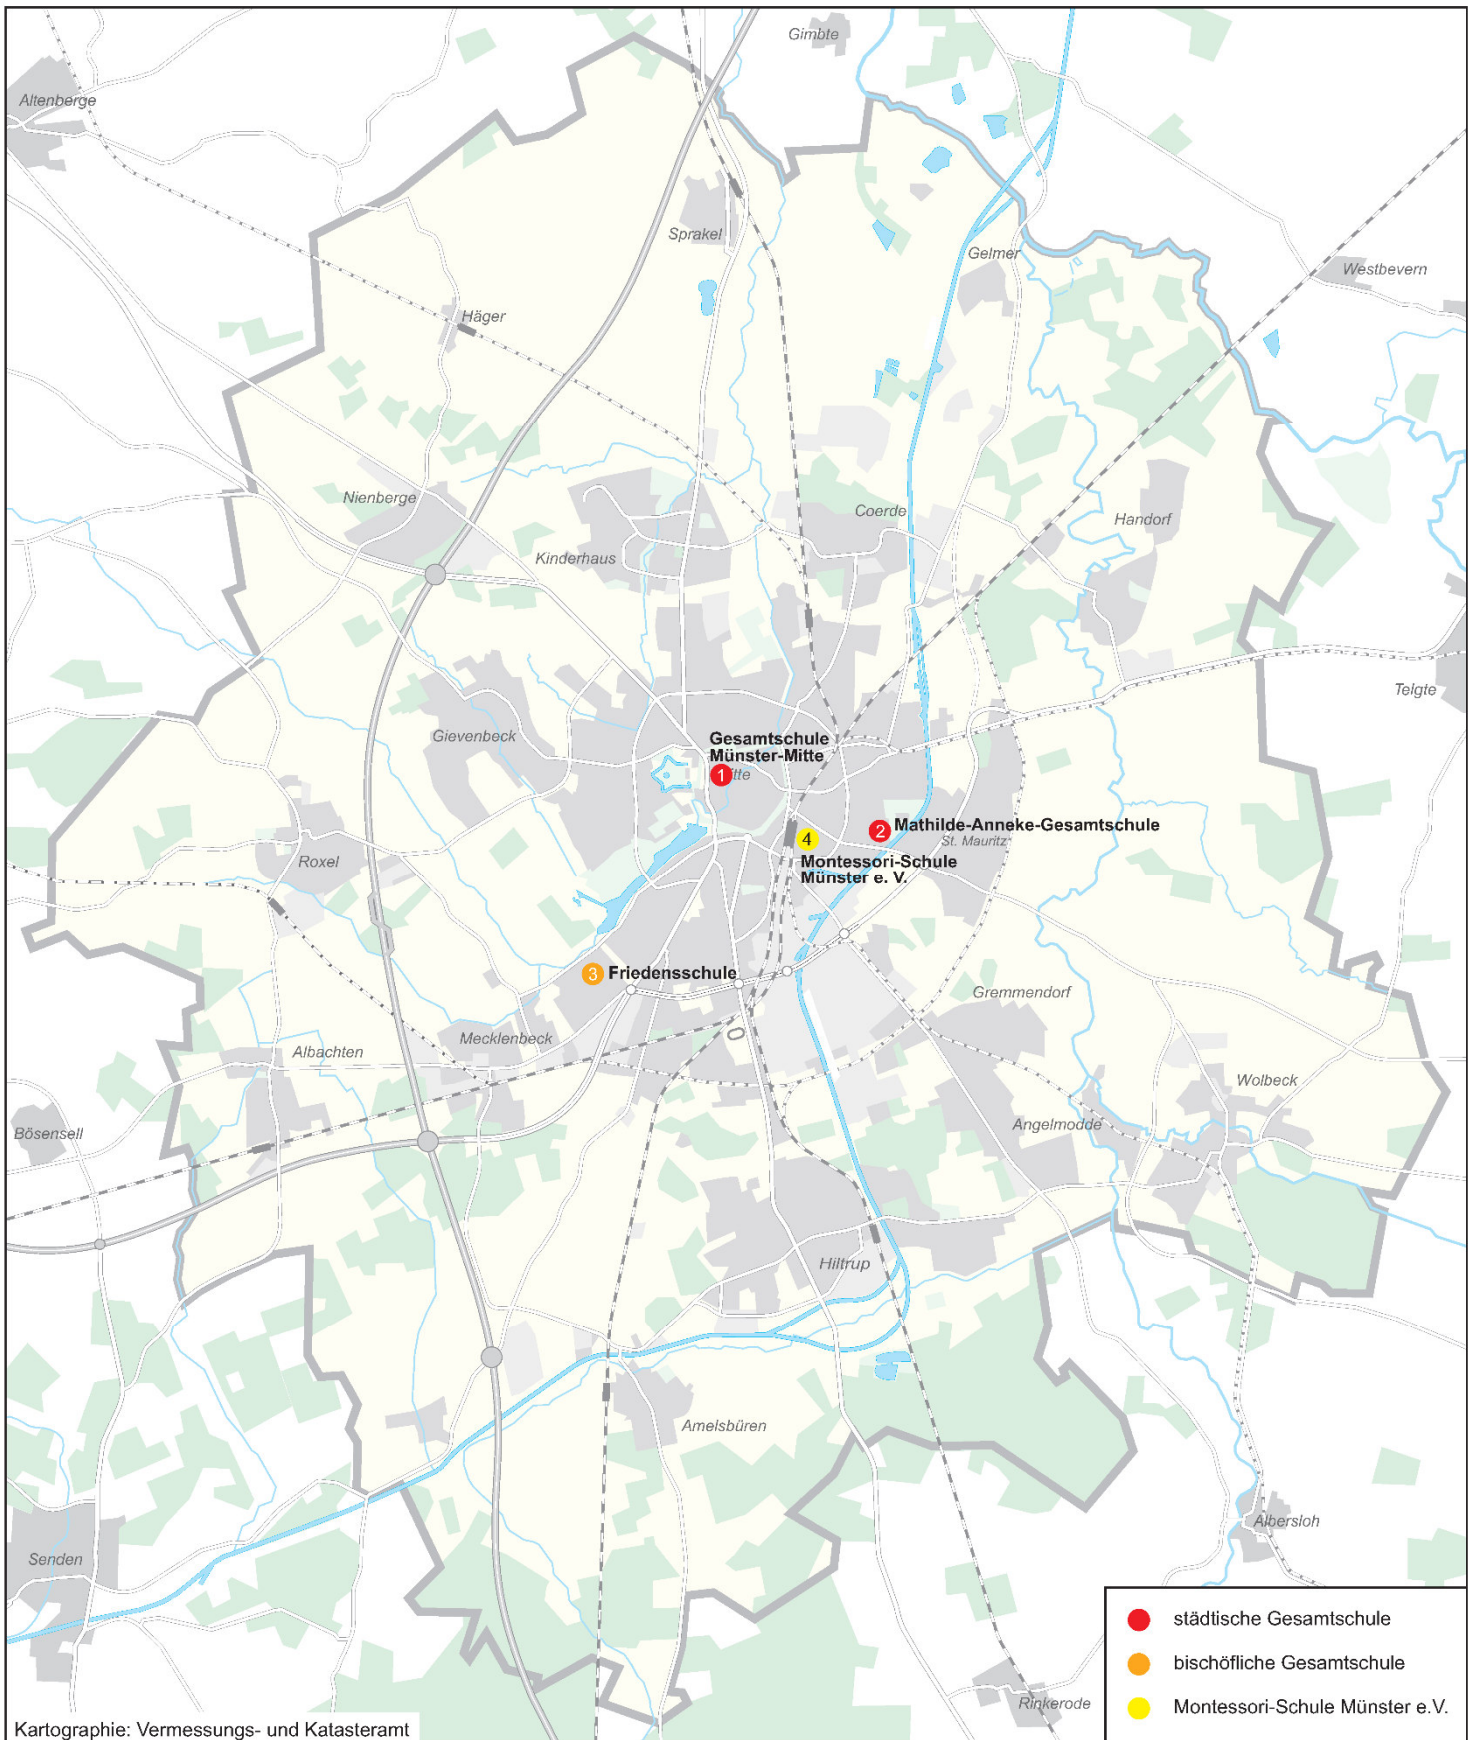 Gimbte
Altenberge
Sprakel
Gelmer
Westbevern
Häger
Nienberge
Coerde
Handorf
Kinderhaus
Telgte
Gievenbeck
Gesamtschule
Münster-Mitte
1
2
Mathilde-Anneke-Gesamtschule
St. Mauritz
4
Montessori-Schule
Münster e. V.
Roxel
3
Friedensschule
Gremmendorf
Mecklenbeck
Albachten
Wolbeck
Angelmodde
Bösensell
Hiltrup
Amelsbüren
Albersloh
Senden
Rinkerode
städtische Gesamtschule
bischöfliche Gesamtschule
Montessori-Schule Münster e.V.
Kartographie: Vermessungs- und Katasteramt